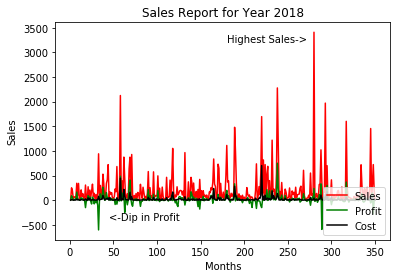 Sales Report for Year 2018
3500
3000
2500
2000
1500
1000
500
0
−500
Sales
Highest Sales->
<-Dip in Profit
Sales
Profit
Cost
0
50
100
150
200
250
300
350
Months